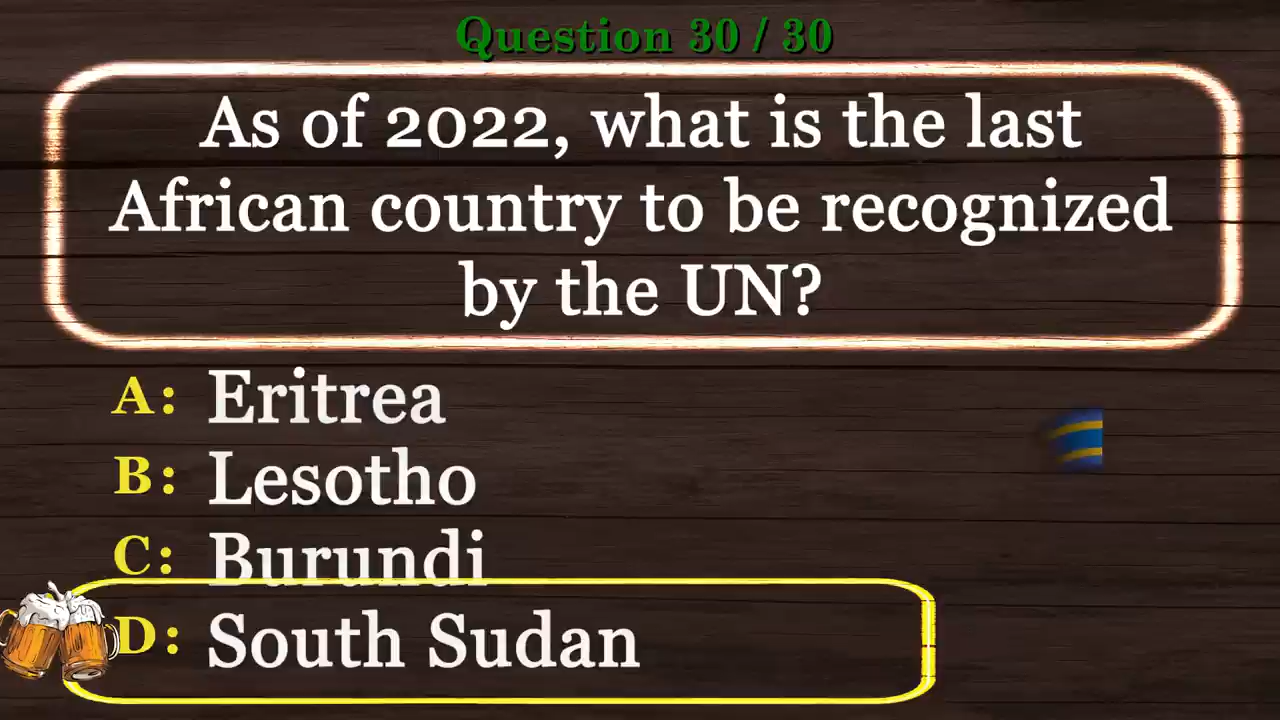 Question 30 / 30
As of 2022, what is the last
African country to be recognized
by the UN?
A: Eritrea
B: Lesotho
C: Burundi
D: South Sudan